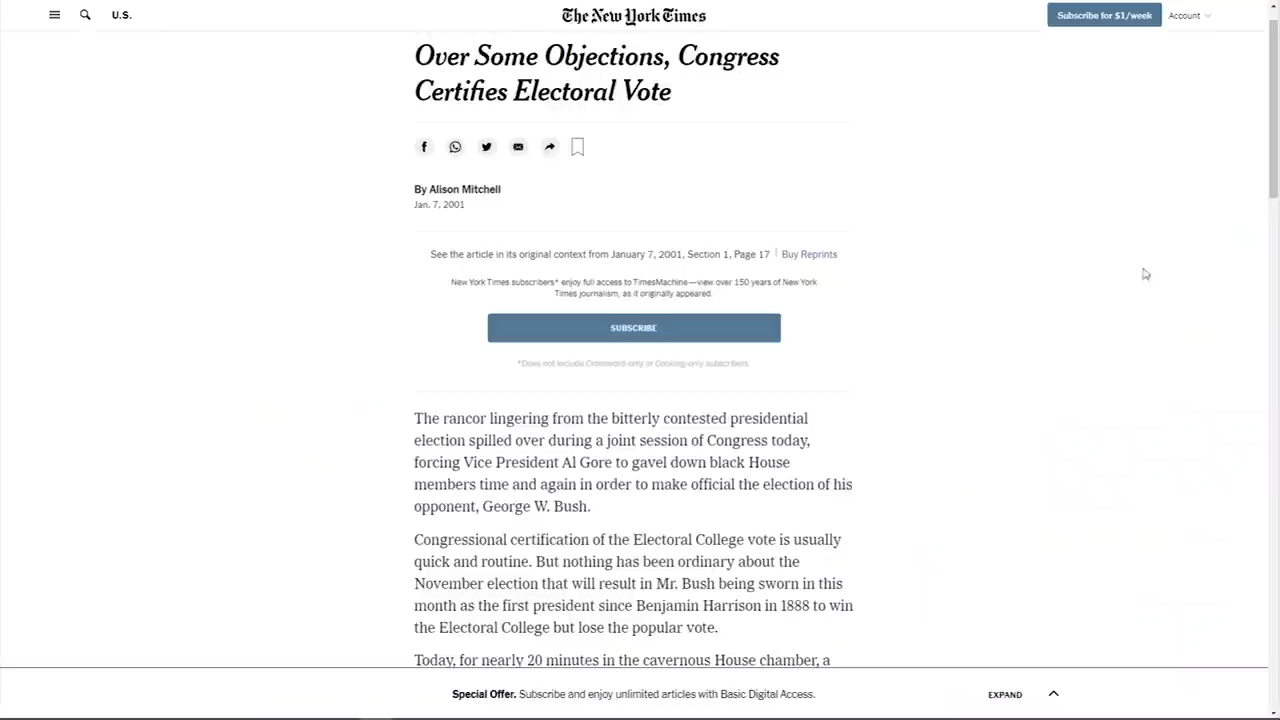 U.S.
The New York Times
Subscribe for $1/week
Account
Over Some Objections, Congress
Certifies Electoral Vote
By Alison Mitchell
Jan. 7, 2001
See the article in its original context from January 7, 2001, Section 1, Page 17
Buy Reprints
New York Times subscribers* enjoy full access to TimesMachine—view over 150 years of New York
Times journalism, as it originally appeared.
SUBSCRIBE
*Does not include Crossword-only or Cooking-only subscribers.
The rancor lingering from the bitterly contested presidential
election spilled over during a joint session of Congress today,
forcing Vice President Al Gore to gavel down black House
members time and again in order to make official the election of his
opponent, George W. Bush.
Congressional certification of the Electoral College vote is usually
quick and routine. But nothing has been ordinary about the
November election that will result in Mr. Bush being sworn in this
month as the first president since Benjamin Harrison in 1888 to win
the Electoral College but lose the popular vote.
Today, for nearly 20 minutes in the cavernous House chamber, a
Special Offer. Subscribe and enjoy unlimited articles with Basic Digital Access.
EXPAND